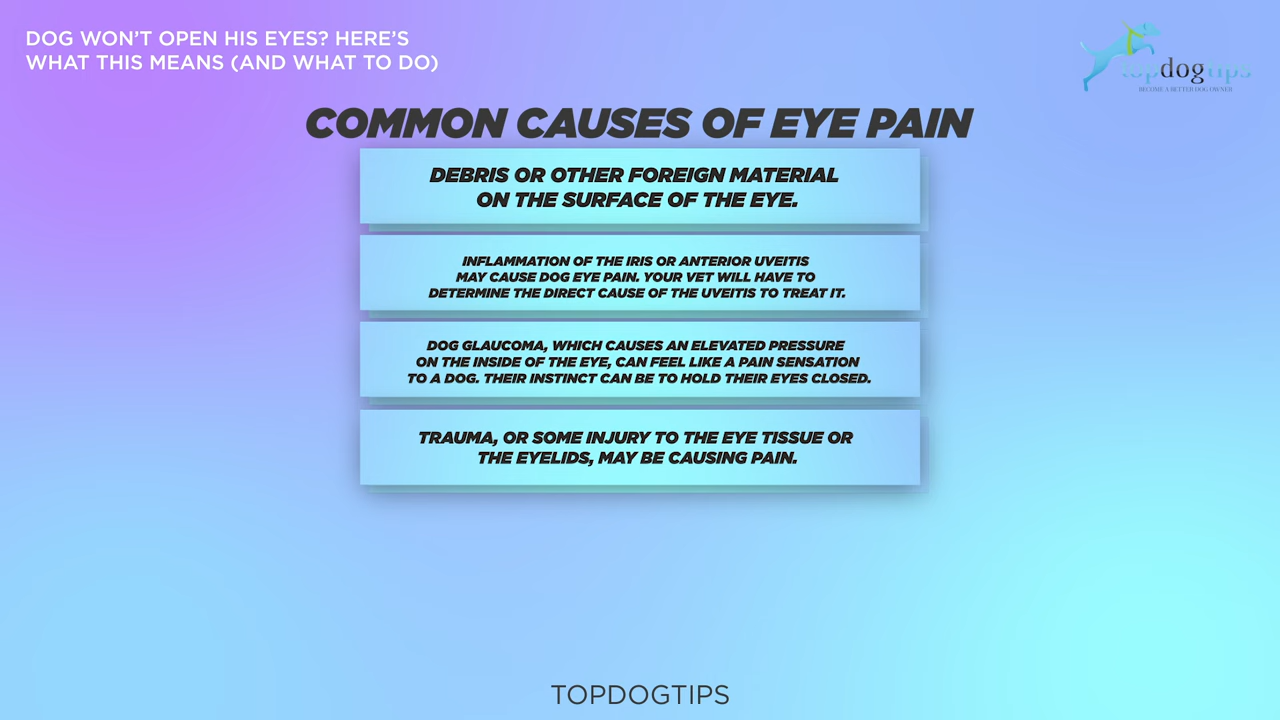 DOG WON'T OPEN HIS EYES? HERE'S
WHAT THIS MEANS (AND WHAT TO DO)
topdogtips
BECOME A BETTER DOG OWNER
COMMON CAUSES OF EYE PAIN
DEBRIS OR OTHER FOREIGN MATERIAL
ON THE SURFACE OF THE EYE.
INFLAMMATION OF THE IRIS OR ANTERIOR UVEITIS
MAY CAUSE DOG EYE PAIN. YOUR VET WILL HAVE TO
DETERMINE THE DIRECT CAUSE OF THE UVEITIS TO TREAT IT.
DOG GLAUCOMA, WHICH CAUSES AN ELEVATED PRESSURE
ON THE INSIDE OF THE EYE, CAN FEEL LIKE A PAIN SENSATION
TO A DOG. THEIR INSTINCT CAN BE TO HOLD THEIR EYES CLOSED.
TRAUMA, OR SOME INJURY TO THE EYE TISSUE OR
THE EYELIDS, MAY BE CAUSING PAIN.
TOPDOGTIPS